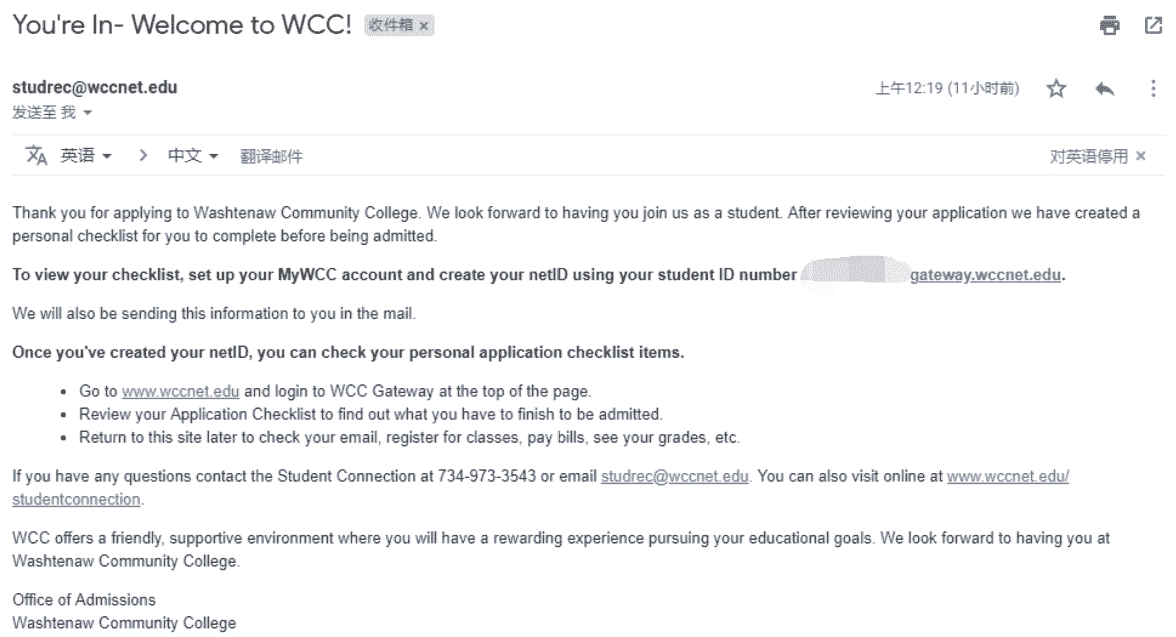 You're In- Welcome to WCC! 收件箱 ×
studrec@wccnet.edu
上午12:19 (11小时前)
发送至 我
英语 > 中文 翻译邮件 对英语停用 ×
Thank you for applying to Washtenaw Community College. We look forward to having you join us as a student. After reviewing your application we have created a
personal checklist for you to complete before being admitted.
To view your checklist, set up your MyWCC account and create your netID using your student ID number gateway.wccnet.edu.
We will also be sending this information to you in the mail.
Once you've created your netID, you can check your personal application checklist items.
• Go to www.wccnet.edu and login to WCC Gateway at the top of the page.
• Review your Application Checklist to find out what you have to finish to be admitted.
• Return to this site later to check your email, register for classes, pay bills, see your grades, etc.
If you have any questions contact the Student Connection at 734-973-3543 or email studrec@wccnet.edu. You can also visit online at www.wccnet.edu/
studentconnection.
WCC offers a friendly, supportive environment where you will have a rewarding experience pursuing your educational goals. We look forward to having you at
Washtenaw Community College.
Office of Admissions
Washtenaw Community College